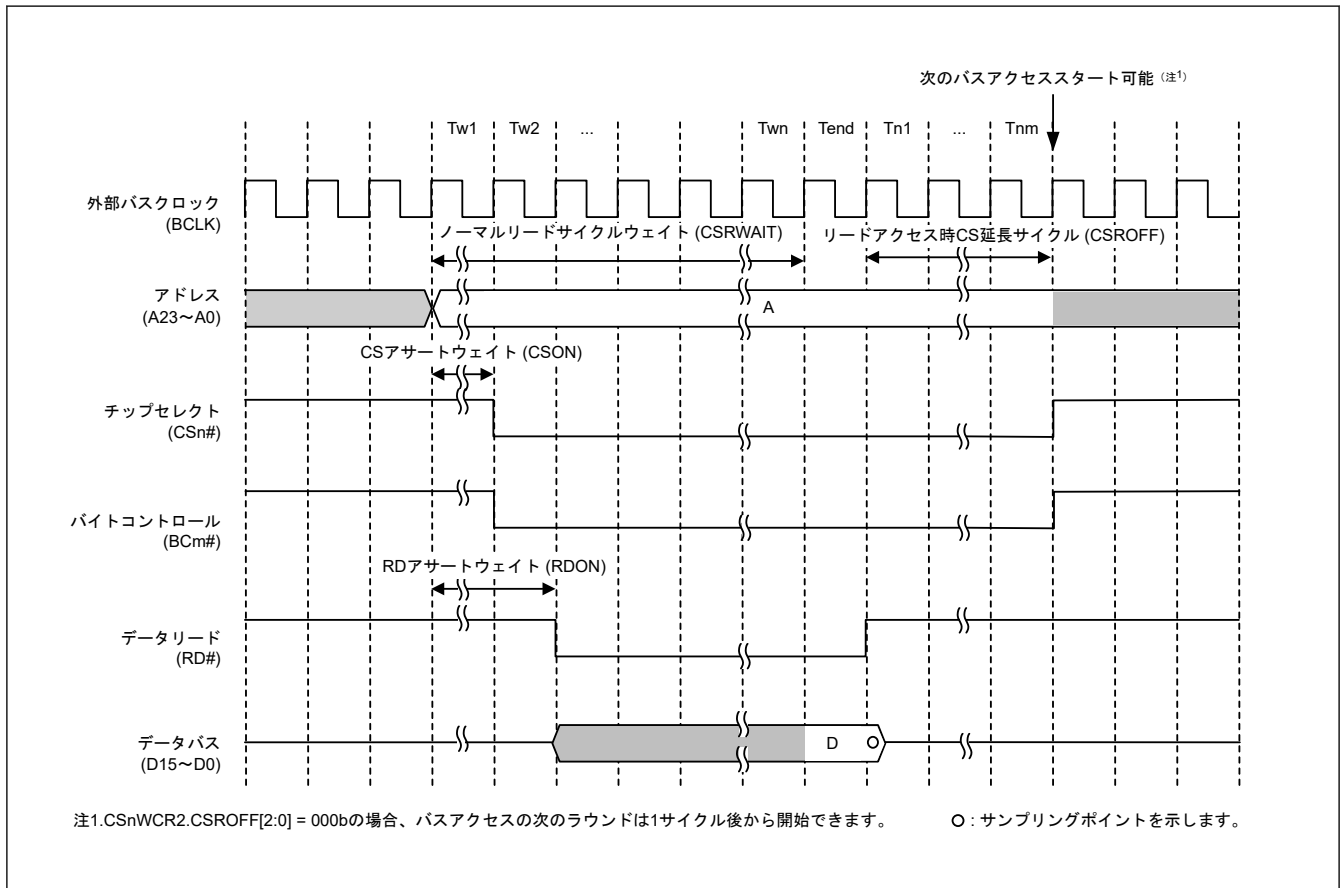 次のバスアクセススタート可能 (注1)
Tw1 Tw2 ... Twn Tend Tn1 ... Tnm
外部バスクロック
(BCLK)
ノーマルリードサイクルウェイト (CSRWAIT)
リードアクセス時CS延長サイクル (CSROFF)
アドレス
(A23～A0)
A
CSアサートウェイト (CSON)
チップセレクト
(CSn#)
バイトコントロール
(BCm#)
RDアサートウェイト (RDON)
データリード
(RD#)
データバス
(D15～D0)
D
注1.CSnWCR2.CSROFF[2:0] = 000bの場合、バスアクセスの次のラウンドは1サイクル後から開始できます。
O : サンプリングポイントを示します。